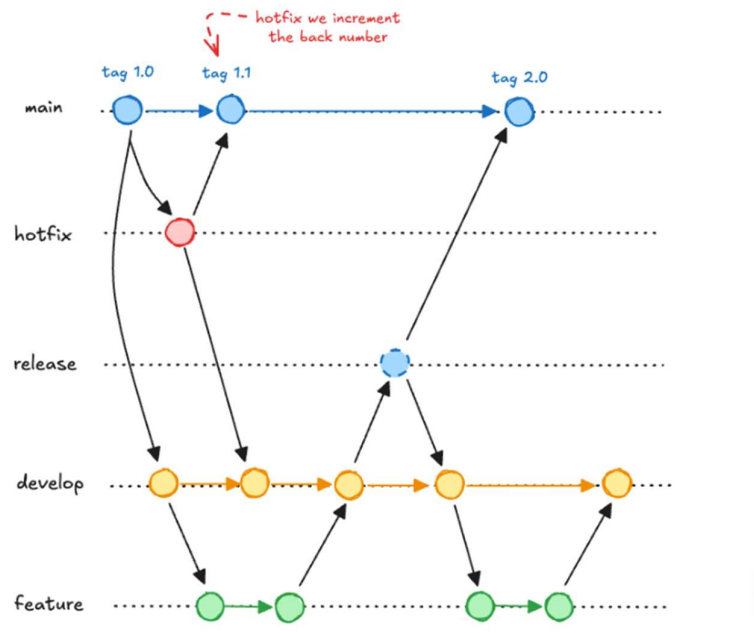 hotfix we increment
the back number
tag 1.0
tag 1.1
tag 2.0
main
hotfix
release
develop
feature